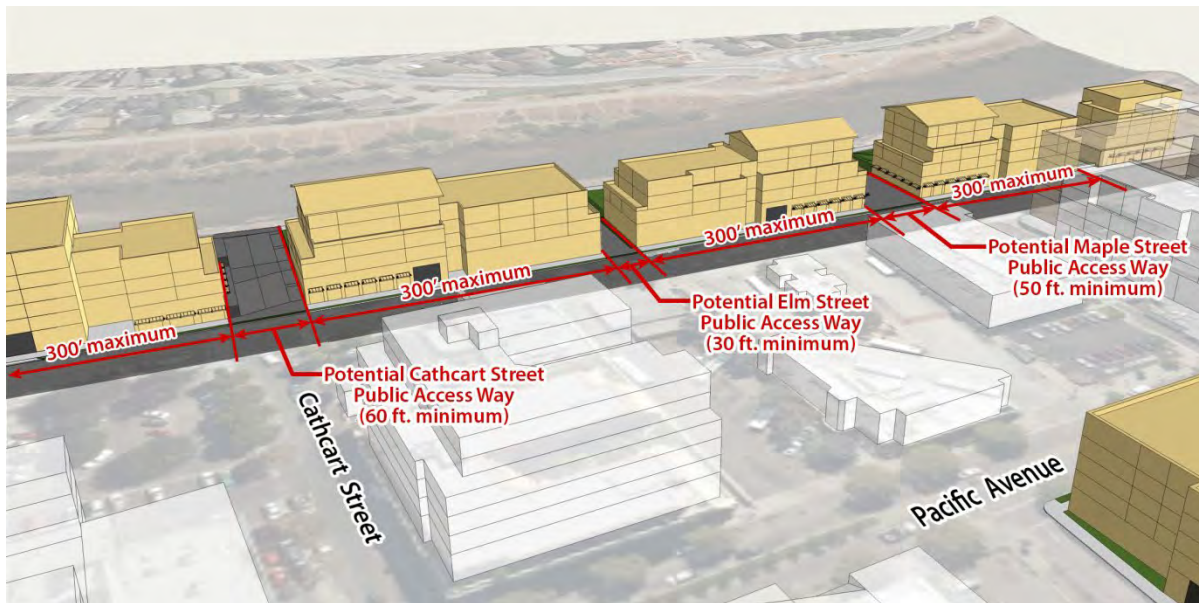 300' maximum
300' maximum
300' maximum
300' maximum
Potential Maple Street
Public Access Way
(50 ft. minimum)
Potential Elm Street
Public Access Way
(30 ft. minimum)
Potential Cathcart Street
Public Access Way
(60 ft. minimum)
Cathcart Street
Pacific Avenue